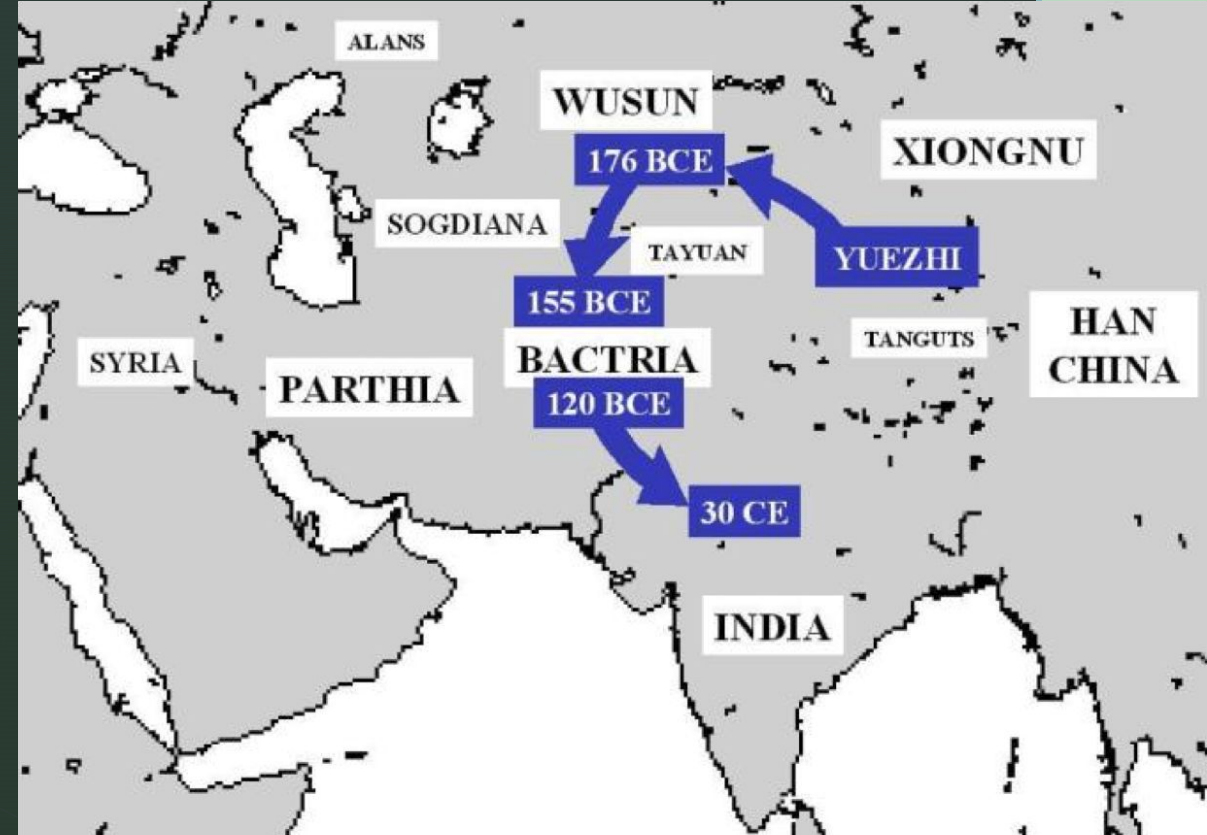 ALANS
WUSUN
176 BCE
XIONGNU
SOGDIANA
TAYUAN
YUEZHI
155 BCE
HAN
CHINA
TANGUTS
SYRIA
BACTRIA
PARTHIA
120 BCE
30 CE
INDIA